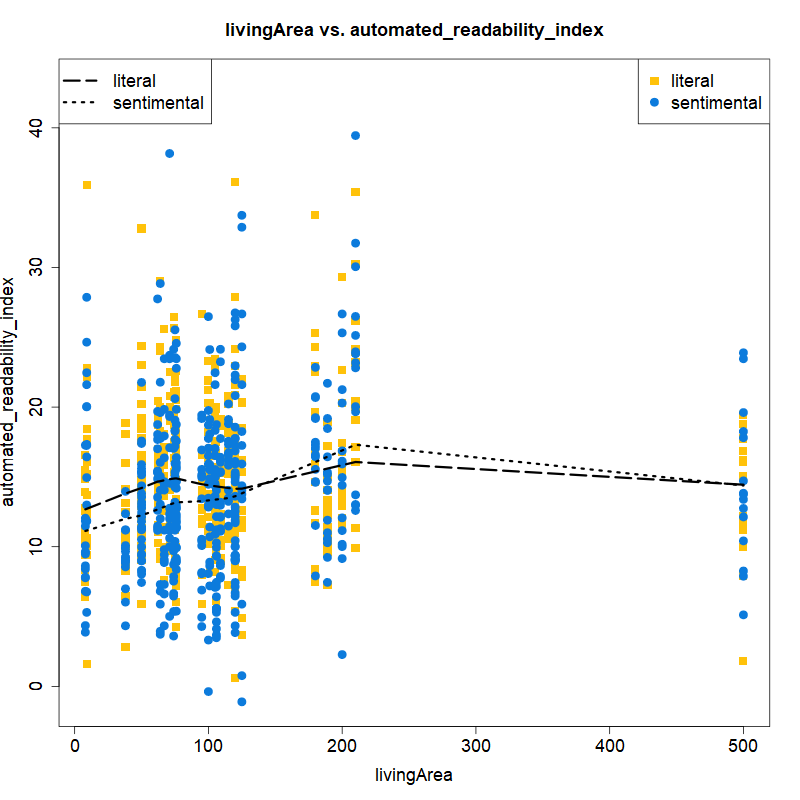 livingArea vs. automated_readability_index
literal
sentimental
literal
sentimental
automated_readability_index
40
30
20
10
0
0
100
200
300
400
500
livingArea